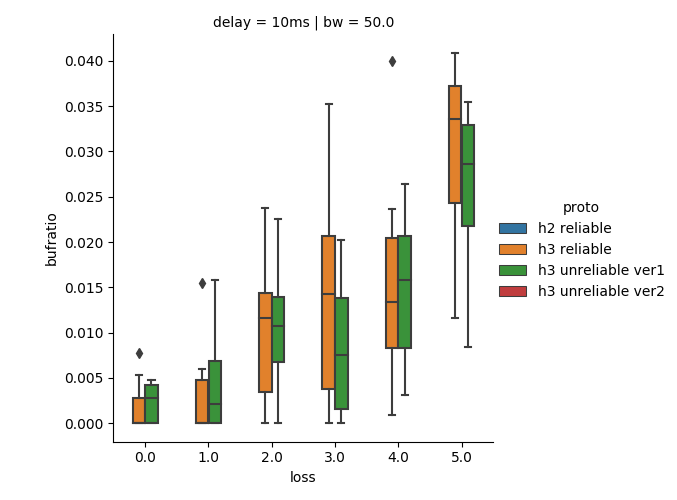 delay = 10ms | bw = 50.0
0.040
0.035
0.030
0.025
0.020
0.015
0.010
0.005
0.000
bufratio
0.0 1.0 2.0 3.0 4.0 5.0
loss
proto
h2 reliable
h3 reliable
h3 unreliable ver1
h3 unreliable ver2